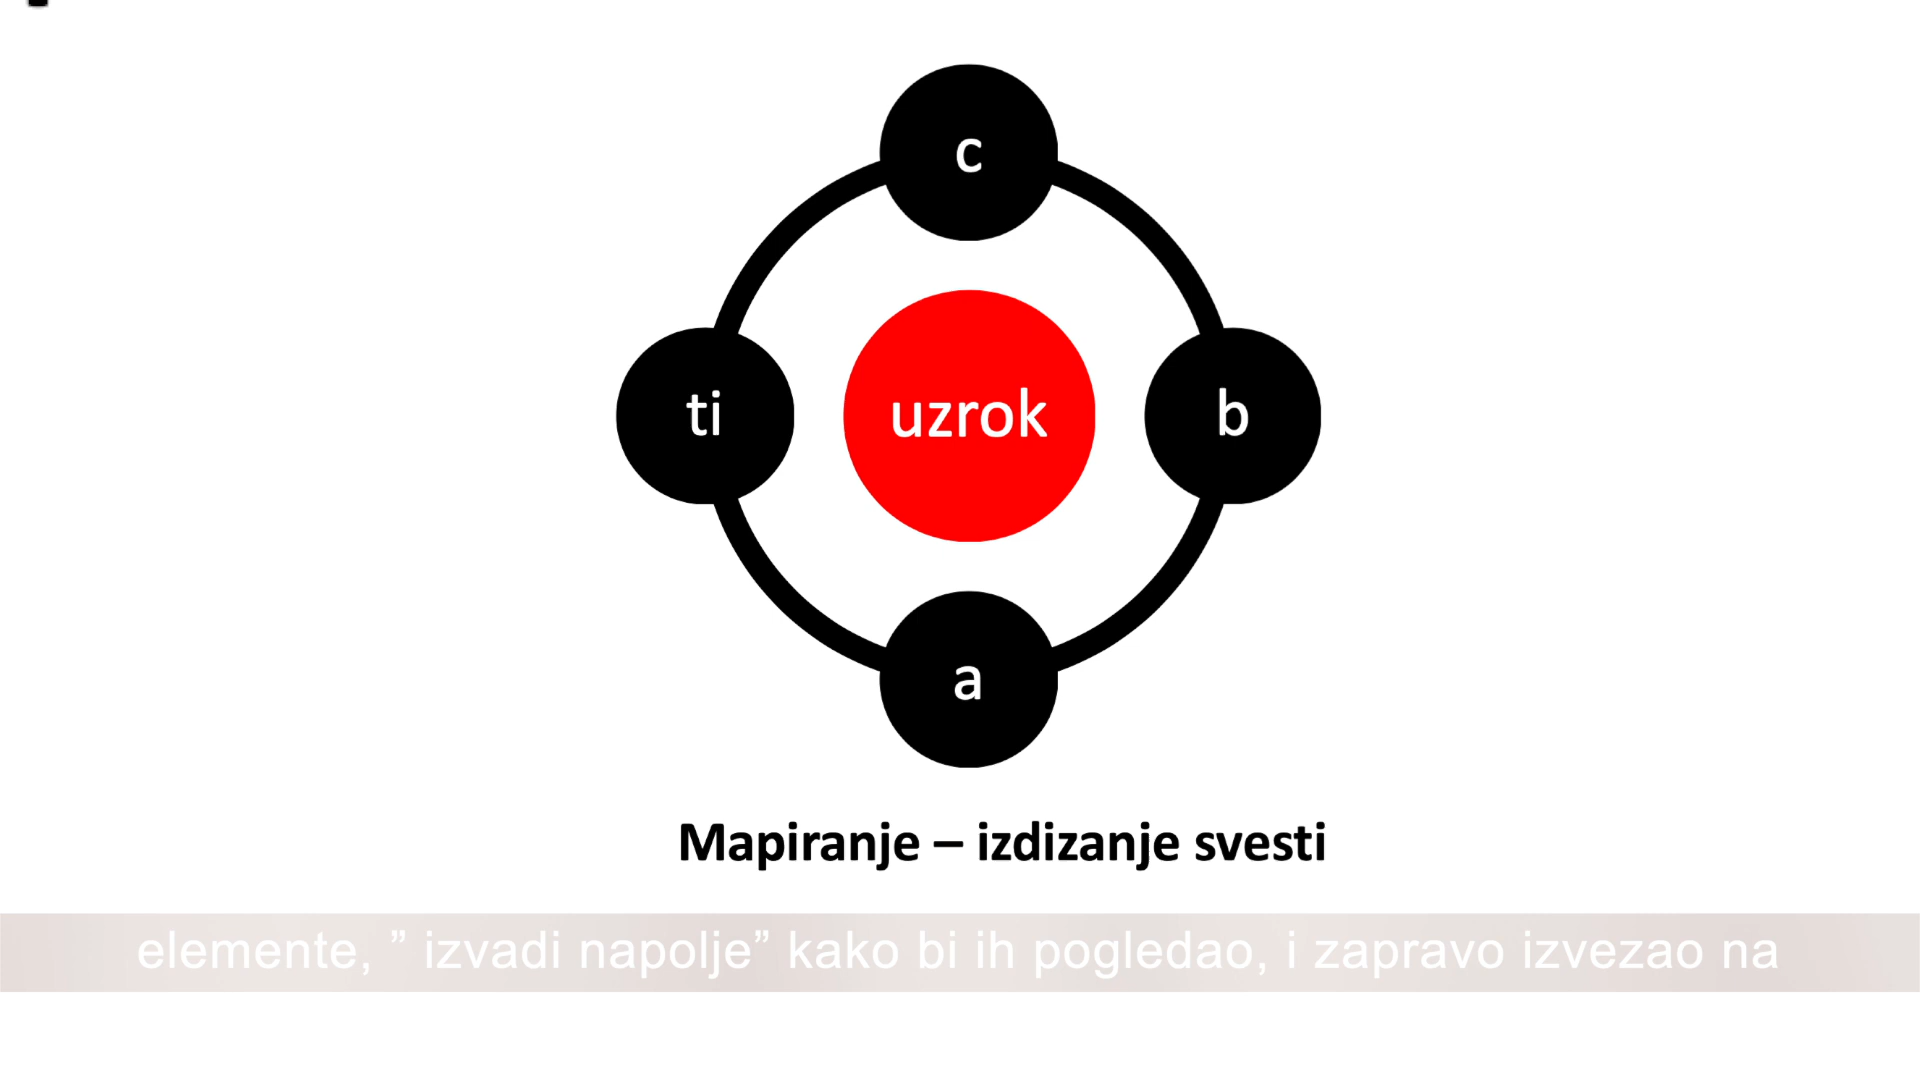 c
ti
uzrok
b
a
Mapiranje – izdizanje svesti
elemente, ” izvadi napolje” kako bi ih pogledao, i zapravo izvezao na